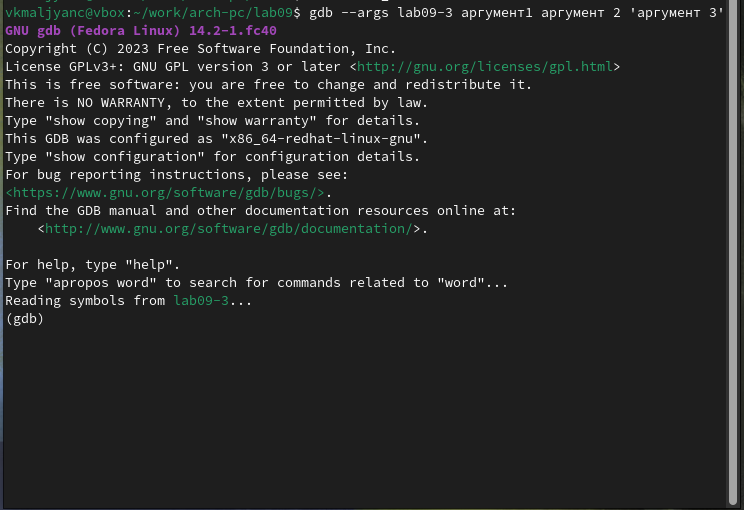 vkmaljyanc@vbox:~/work/arch-pc/lab09$ gdb --args lab09-3 аргумент1 аргумент 2 'аргумент 3'
GNU gdb (Fedora Linux) 14.2-1.fc40
Copyright (C) 2023 Free Software Foundation, Inc.
License GPLv3+: GNU GPL version 3 or later <http://gnu.org/licenses/gpl.html>
This is free software: you are free to change and redistribute it.
There is NO WARRANTY, to the extent permitted by law.
Type "show copying" and "show warranty" for details.
This GDB was configured as "x86_64-redhat-linux-gnu".
Type "show configuration" for configuration details.
For bug reporting instructions, please see:
<https://www.gnu.org/software/gdb/bugs/>.
Find the GDB manual and other documentation resources online at:
    <http://www.gnu.org/software/gdb/documentation/>.

For help, type "help".
Type "apropos word" to search for commands related to "word"...
Reading symbols from lab09-3...
(gdb)